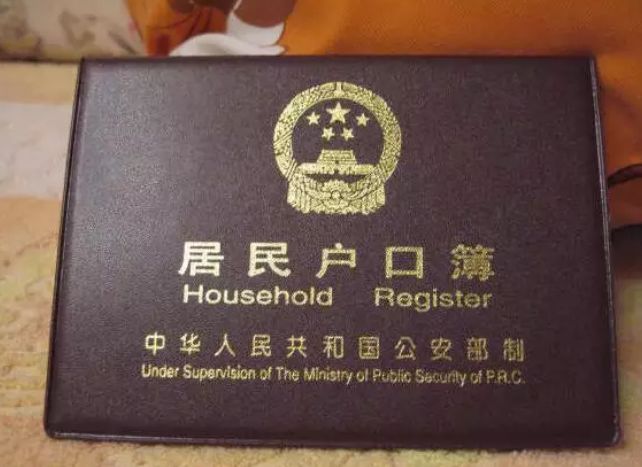 居民户口簿
Household Register
中华人民共和国公安部制
Under Supervision of The Ministry of Public Security of P.R.C.